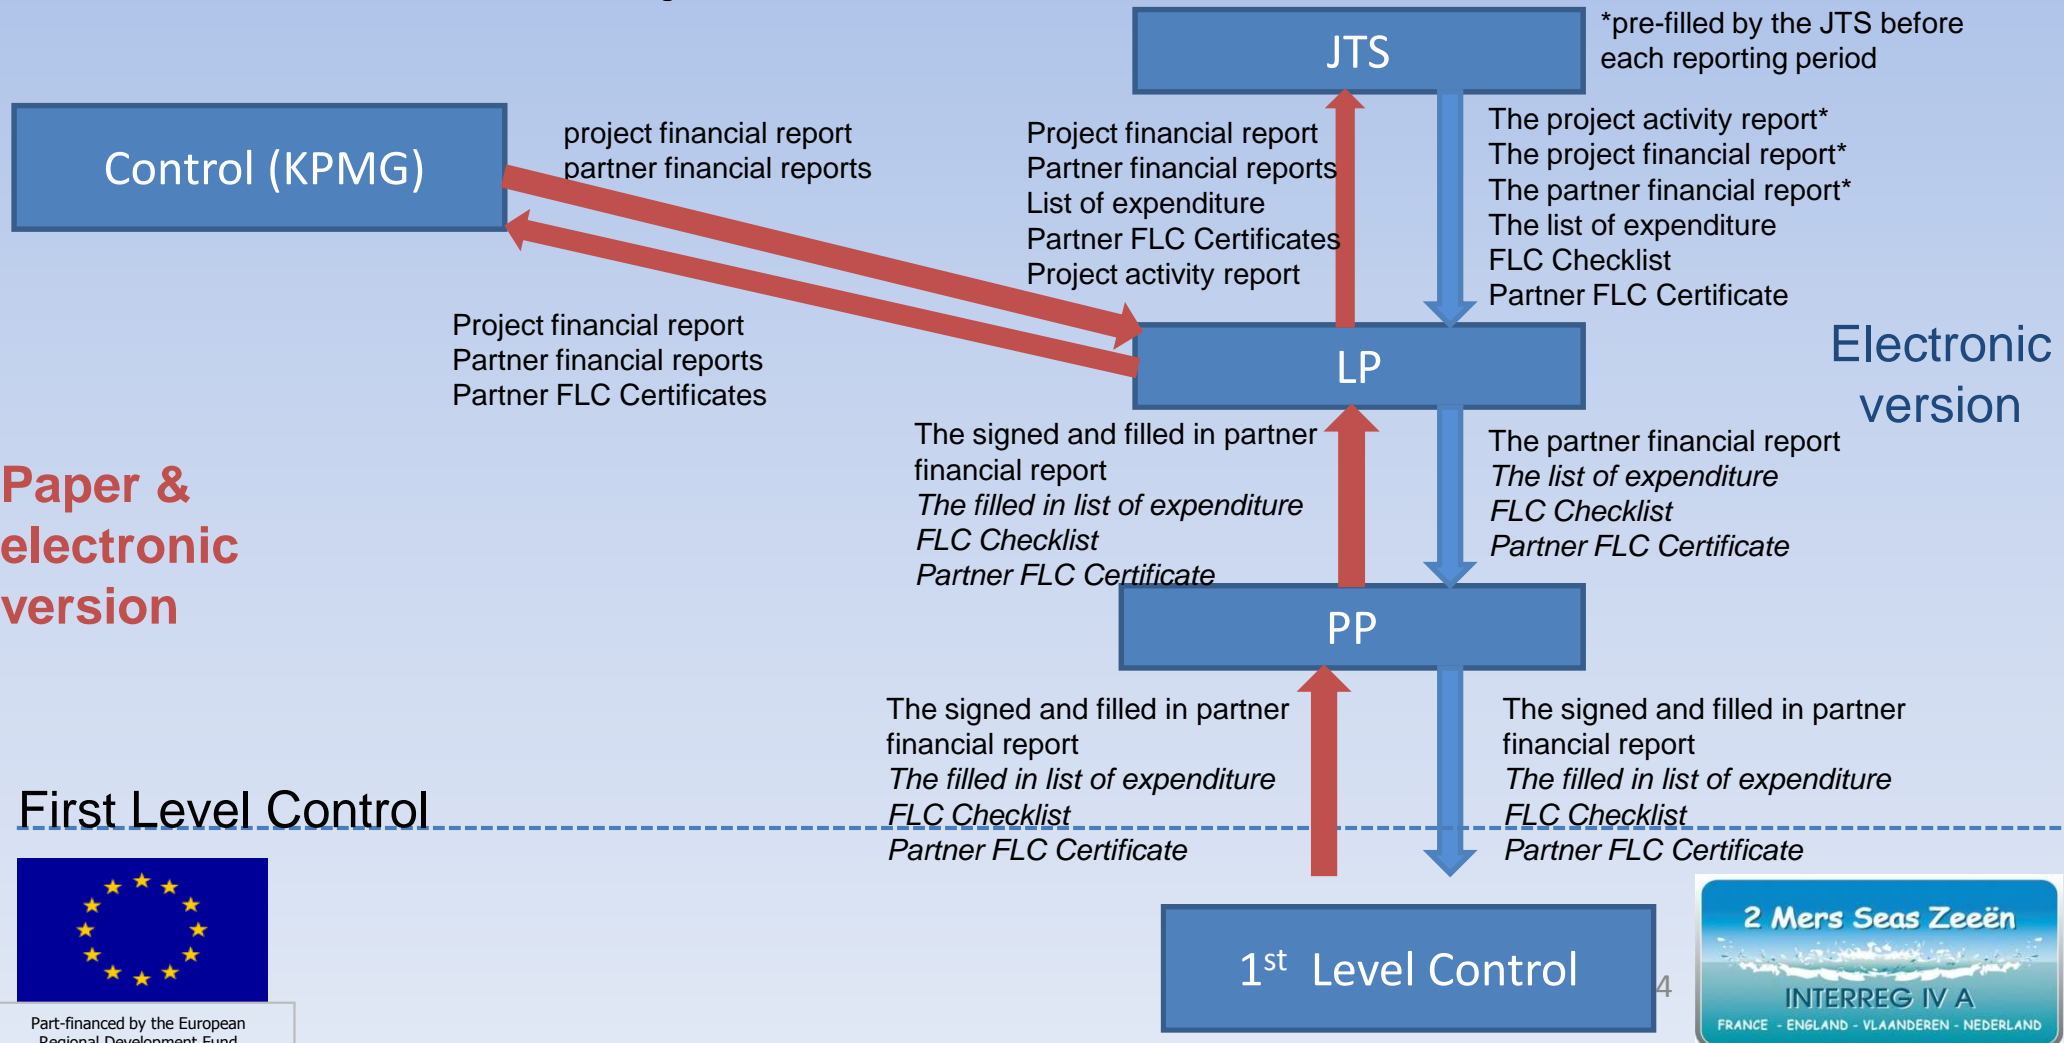 JTS
*pre-filled by the JTS before
each reporting period
Control (KPMG)
project financial report
partner financial reports
Project financial report
Partner financial reports
List of expenditure
Partner FLC Certificates
Project activity report
The project activity report*
The project financial report*
The partner financial report*
The list of expenditure
FLC Checklist
Partner FLC Certificate
Project financial report
Partner financial reports
Partner FLC Certificates
LP
Electronic
version
Paper &
electronic
version
The signed and filled in partner
financial report
The filled in list of expenditure
FLC Checklist
Partner FLC Certificate
The partner financial report
The list of expenditure
FLC Checklist
Partner FLC Certificate
PP
The signed and filled in partner
financial report
The filled in list of expenditure
FLC Checklist
Partner FLC Certificate
The signed and filled in partner
financial report
The filled in list of expenditure
FLC Checklist
Partner FLC Certificate
First Level Control
1st Level Control
4
Part-financed by the European
Regional Development Fund
2 Mers Seas Zeeën
INTERREG IV A
FRANCE - ENGLAND - VLAANDEREN - NEDERLAND